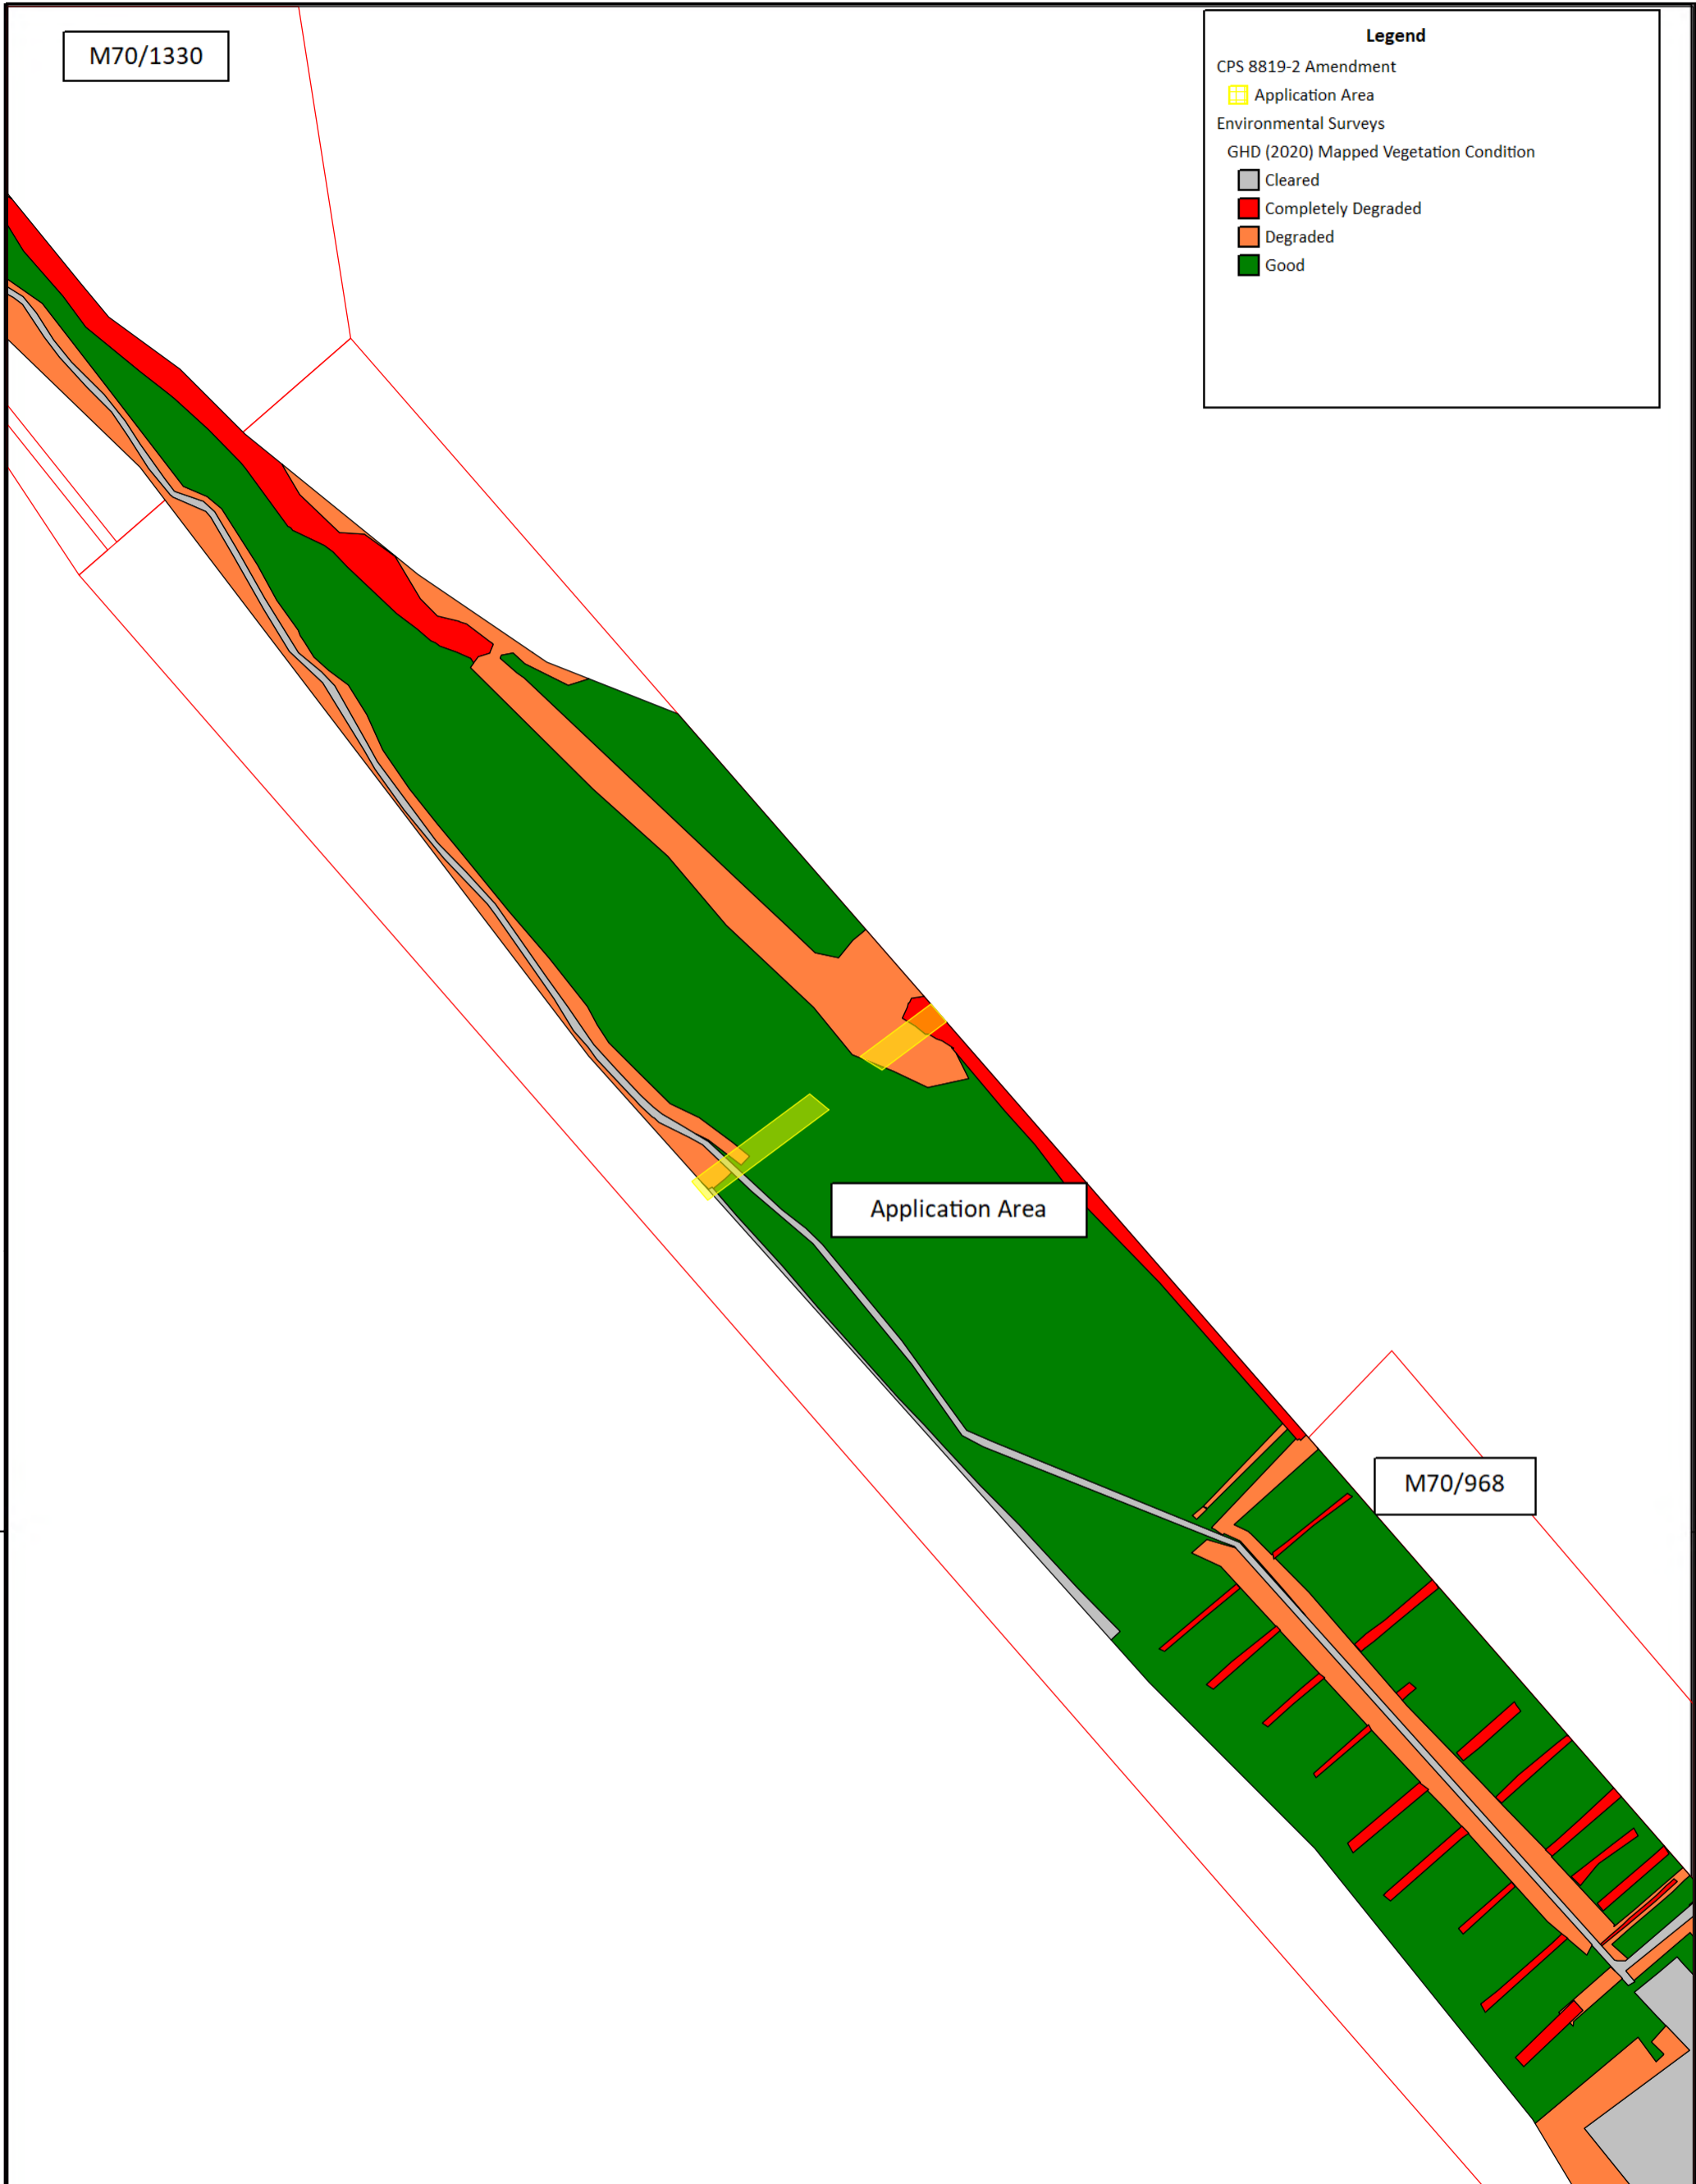 M70/1330
Legend
CPS 8819-2 Amendment
Application Area
Environmental Surveys
GHD (2020) Mapped Vegetation Condition
Cleared
Completely Degraded
Degraded
Good
Application Area
M70/968